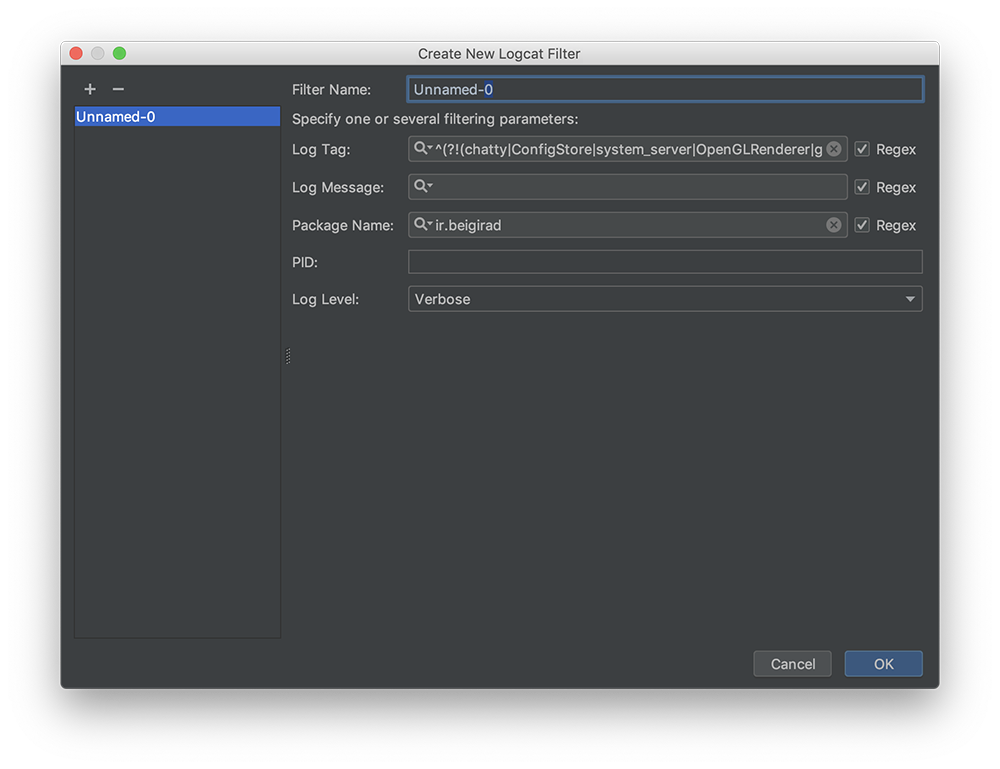 Create New Logcat Filter
Unnamed-0
Filter Name: Unnamed-0
Specify one or several filtering parameters:
Log Tag: ^(?!(chatty|ConfigStore|system_server|OpenGLRenderer|g Regex
Log Message: Regex
Package Name: ir.beigirad Regex
PID:
Log Level: Verbose
Cancel OK